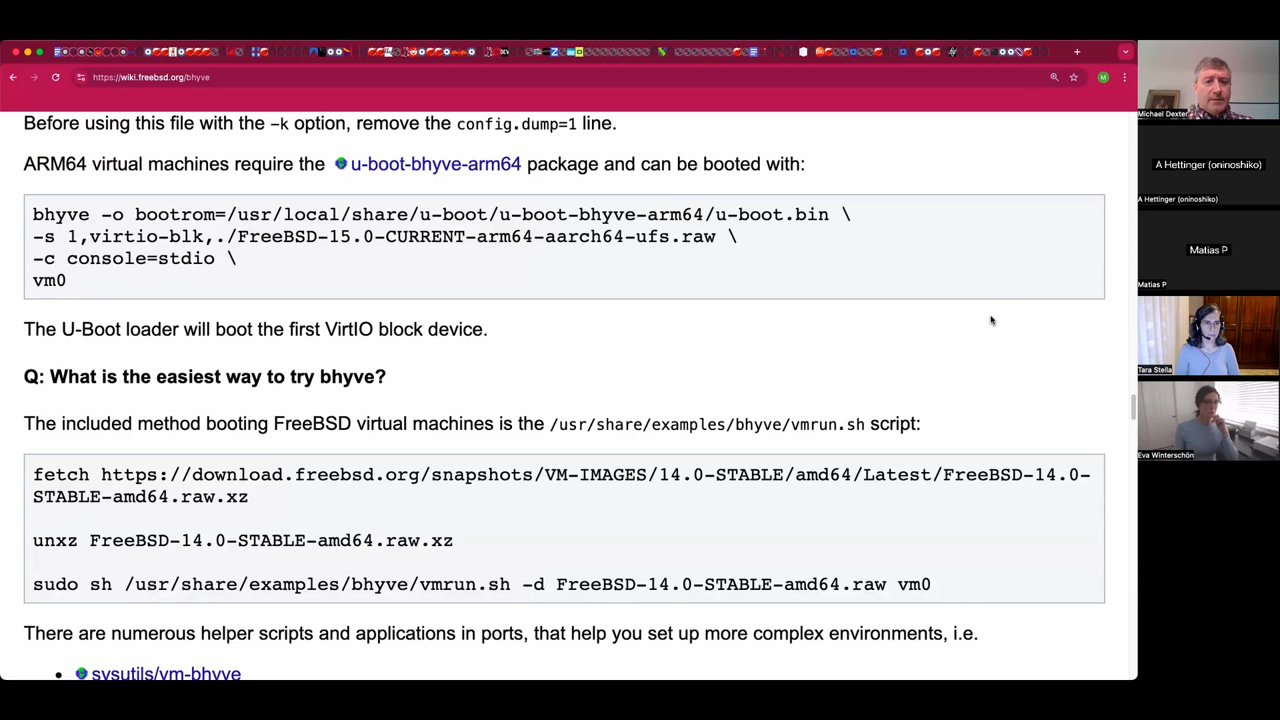 https://wiki.freebsd.org/bhyve
M
Before using this file with the -k option, remove the config.dump=1 line.
ARM64 virtual machines require the u-boot-bhyve-arm64 package and can be booted with:
bhyve -o bootrom=/usr/local/share/u-boot/u-boot-bhyve-arm64/u-boot.bin \
-s 1,virtio-blk,./FreeBSD-15.0-CURRENT-arm64-aarch64-ufs.raw \
-c console=stdio \
vm0
The U-Boot loader will boot the first VirtIO block device.
Q: What is the easiest way to try bhyve?
The included method booting FreeBSD virtual machines is the /usr/share/examples/bhyve/vmrun.sh script:
fetch https://download.freebsd.org/snapshots/VM-IMAGES/14.0-STABLE/amd64/Latest/FreeBSD-14.0-
STABLE-amd64.raw.xz
unxz FreeBSD-14.0-STABLE-amd64.raw.xz
sudo sh /usr/share/examples/bhyve/vmrun.sh -d FreeBSD-14.0-STABLE-amd64.raw vm0
There are numerous helper scripts and applications in ports, that help you set up more complex environments, i.e.
sysutils/vm-bhyve
Michael Dexter
A Hettinger (oninoshiko)
A Hettinger (oninoshiko)
Matias P
Matias P
Tara Stella
Eva Winterschön